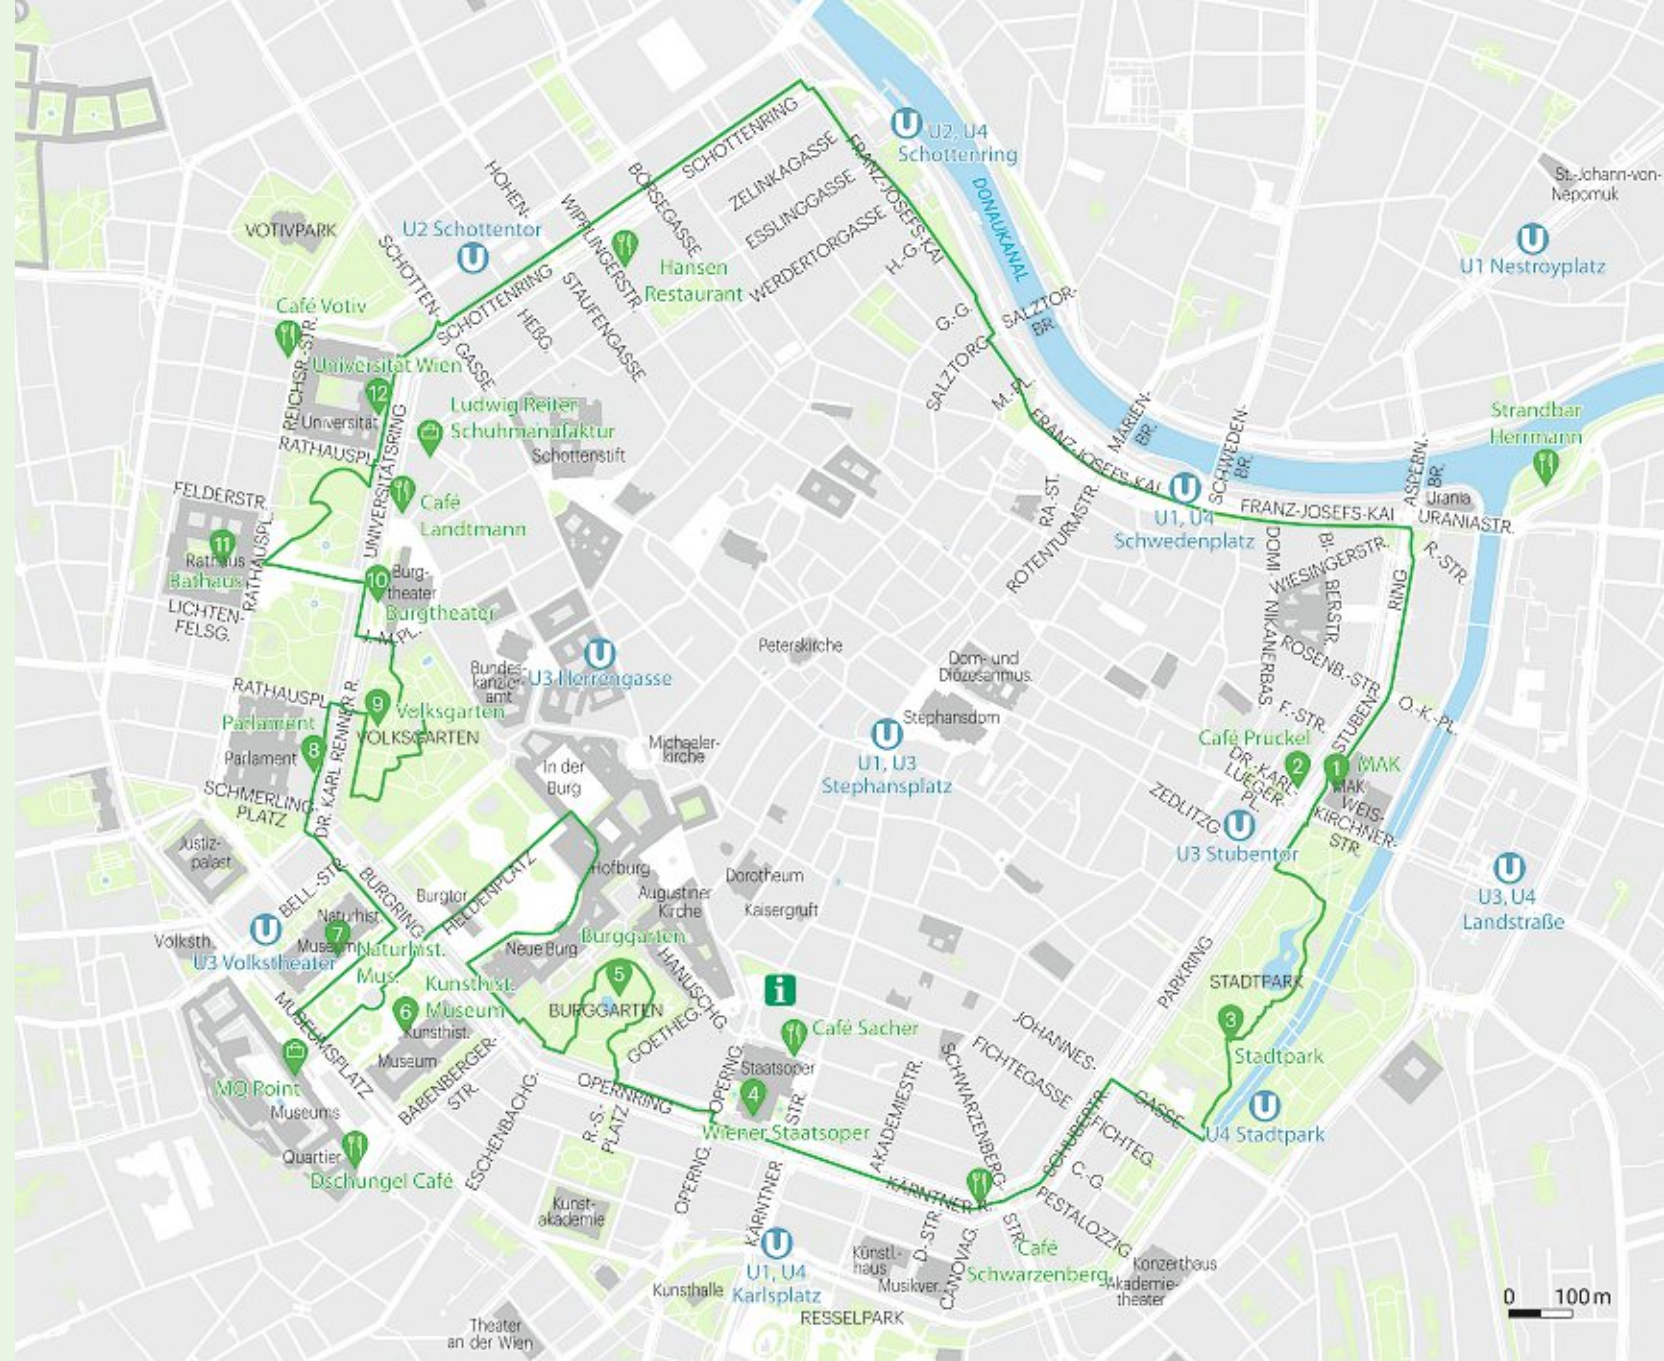 SCHOTTENRING
U2, U4
Schottenring
FRANZ-JOSEFS-KAI
ZELINKAGASSE
ESSLINGGASSE
WERDERTORGASSE
H.-G.
DONAUKANAL
BÖRSEGASSE
HOHEN-
WIPPLINGERSTR.
St.-Johann-von-
Nepomuk
U1 Nestroyplatz
VOTIVPARK
U2 Schottentor
SCHOTTEN-
Hansen
Restaurant
SCHOTTENRING
STAUFENGASSE
HEßG.
G.-G.
SALZTOR-
BR.
SALZTORG.
M.-PL.
Café Votiv
REICHSR.-STR.
S. GASSE
Universität Wien
12
Universität
RATHAUSPL.
UNIVERSITÄTSRING
Ludwig Reiter
Schuhmanufaktur
Schottenstift
FRANZ-JOSEFS-KAI
MARIEN-
BR.
SCHWEDEN-
BR.
ASPERN.
BR.
Strandbar
Herrmann
Urania
URANIASTR.
FRANZ-JOSEFS-KAI
U1, U4
Schwedenplatz
RA.-ST.
ROTENTURMSTR.
FELDERSTR.
Café
Landtmann
11
Rathaus
Rathaus
RATHAUSPL.
LICHTEN-
FELSG.
10
Burg-
theater
Burgtheater
J.-M.PL.
DOMI
NIKANERBAS
BI-
BERSTR.
WIESINGERSTR.
R.-STR.
RING
ROSENB.-STR.
O.-K.-PL.
F.-STR.
STUBEN
Peterskirche
Dom- und
Diözesanmus.
Stephansdom
U1, U3
Stephansplatz
Bundes-
kanzler-
amt
U3 Herrengasse
Michaeler-
kirche
RATHAUSPL.
Parlament
8
Parlament
9
Volksgarten
VOLKSGARTEN
DR. KARL RENNER R.
SCHMERLING-
PLATZ
In der
Burg
Café Pruckel
2
1
MAK
MAK
DR.-KARL-
LUEGER-
PL.
WEIS-
KIRCHNER-
STR.
ZEDLITZG
U3 Stubentor
U3, U4
Landstraße
Justiz-
palast
BELL.-STR.
BURGRING
Burgtor
HELDENPLATZ
Hofburg
Augustiner
Kirche
Dorotheum
Kaisergruft
Volksth.
U3 Volkstheater
Naturhist.
Museum
7
Naturhist.
Mus.
Neue Burg
Burggarten
5
BURGGARTEN
HANUSCHG.
GOETHEG.
Kunsthist.
Museum
6
Kunsthist.
Museum
MUSEUMSPLATZ
BABENBERGER-
STR.
i
Café Sacher
Staatsoper
4
Wiener Staatsoper
OPERNG.
STR.
OPERNRING
R.-S.-
PLATZ
PARKRING
STADTPARK
3
Stadtpark
U4 Stadtpark
JOHANNES-
GASSE
FICHTEGASSE
FICHTEG.
C.-G.
SCHUBERTR.
PESTALOZZIG
SCHWARZENBERG-
STR.
AKADEMIESTR.
KÄRNTNER R.
MQ Point
Museums
Quartier
Dschungel Café
ESCHENBACHG.
Kunst-
akademie
OPERNG.
KÄRNTNER
U1, U4
Karlsplatz
Künstl.-
haus
Musikver.
D.-STR.
CANOVAG.
Café
Schwarzenberg
Konzerthaus
Akademie-
theater
Kunsthalle
RESSELPARK
Theater
an der Wien
0 100 m